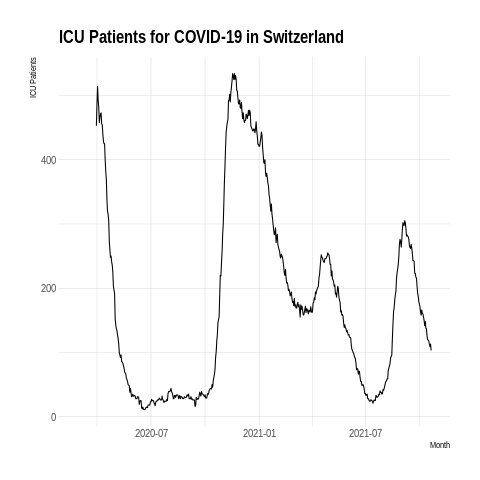 ICU Patients for COVID-19 in Switzerland
ICU Patients
400
200
0
2020-07
2021-01
2021-07
Month